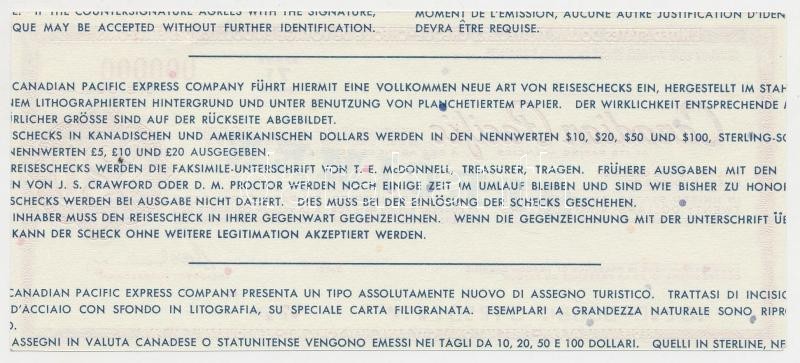 IF THE COUNTERSIGNATURE AGREES WITH THE SIGNATURE,
QUE MAY BE ACCEPTED WITHOUT FURTHER IDENTIFICATION.
MOMENT DE L'ÉMISSION, AUCUNE AUTRE JUSTIFICATION D'IDEN
DEVRA ÊTRE REQUISE.
CANADIAN PACIFIC EXPRESS COMPANY FÜHRT HIERMIT EINE VOLLKOMMEN NEUE ART VON REISESCHECKS EIN, HERGESTELLT IM STAH
NEM LITHOGRAPHIERTEN HINTERGRUND UND UNTER BENUTZUNG VON PLANCHETIERTEM PAPIER. DER WIRKLICHKEIT ENTSPRECHENDE
ÜRLICHER GRÖSSE SIND AUF DER RÜCKSEITE ABGEBILDET.
SCHECKS IN KANADISCHEN UND AMERIKANISCHEN DOLLARS WERDEN IN DEN NENNWERTEN $10, $20, $50 UND $100, STERLING-SC
NENNWERTEN £5, £10 UND £20 AUSGEGEBEN.
REISESCHECKS WERDEN DIE FAKSIMILE-UNTERSCHRIFT VON T. E. McDONNELL, TREASURER, TRAGEN. FRÜHERE AUSGABEN MIT DEN
N VON J. S. CRAWFORD ODER D. M. PROCTOR WERDEN NOCH EINIGE ZEIT IM UMLAUF BLEIBEN UND SIND WIE BISHER ZU HONOR
SCHECKS WERDEN BEI AUSGABE NICHT DATIERT. DIES MUSS BEI DER EINLÖSUNG DER SCHECKS GESCHEHEN.
INHABER MUSS DEN REISESCHECK IN IHRER GEGENWART GEGENZEICHNEN. WENN DIE GEGENZEICHNUNG MIT DER UNTERSCHRIFT ÜB
KANN DER SCHECK OHNE WEITERE LEGITIMATION AKZEPTIERT WERDEN.
CANADIAN PACIFIC EXPRESS COMPANY PRESENTA UN TIPO ASSOLUTAMENTE NUOVO DI ASSEGNO TURISTICO. TRATTASI DI INCISIO
D'ACCIAIO CON SFONDO IN LITOGRAFIA, SU SPECIALE CARTA FILIGRANATA. ESEMPLARI A GRANDEZZA NATURALE SONO RIPR
O.
ASSEGNI IN VALUTA CANADESE O STATUNITENSE VENGONO EMESSI NEI TAGLI DA 10, 20, 50 E 100 DOLLARI. QUELLI IN STERLINE, NE